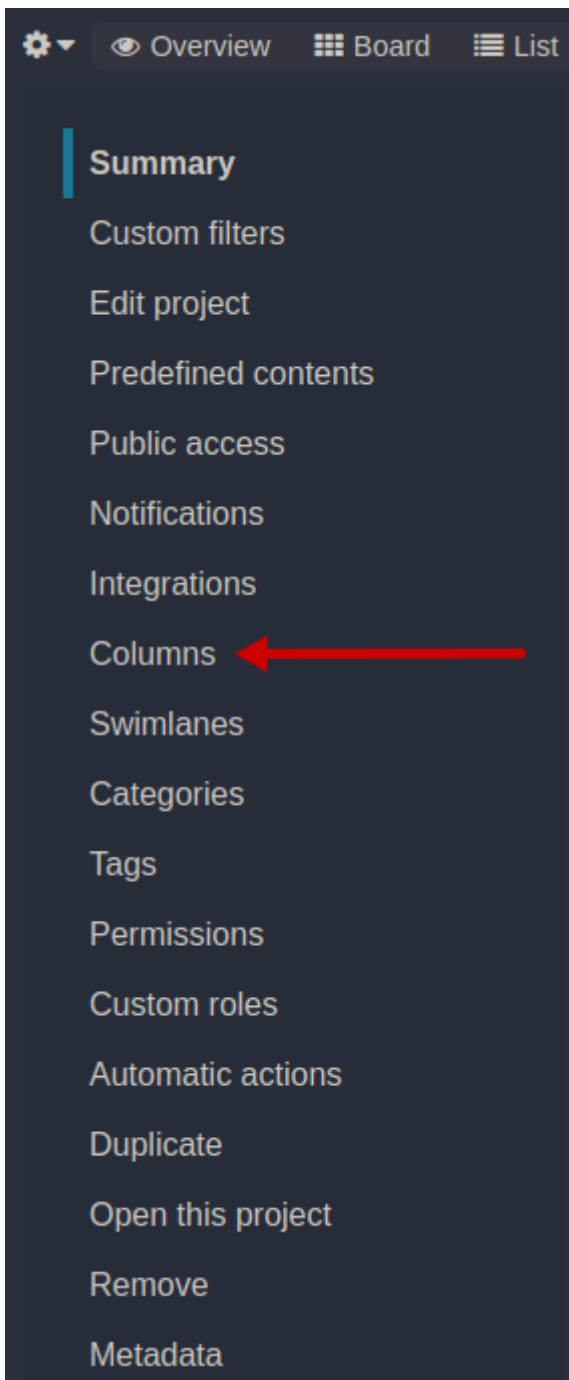 Overview Board List
Summary
Custom filters
Edit project
Predefined contents
Public access
Notifications
Integrations
Columns
Swimlanes
Categories
Tags
Permissions
Custom roles
Automatic actions
Duplicate
Open this project
Remove
Metadata